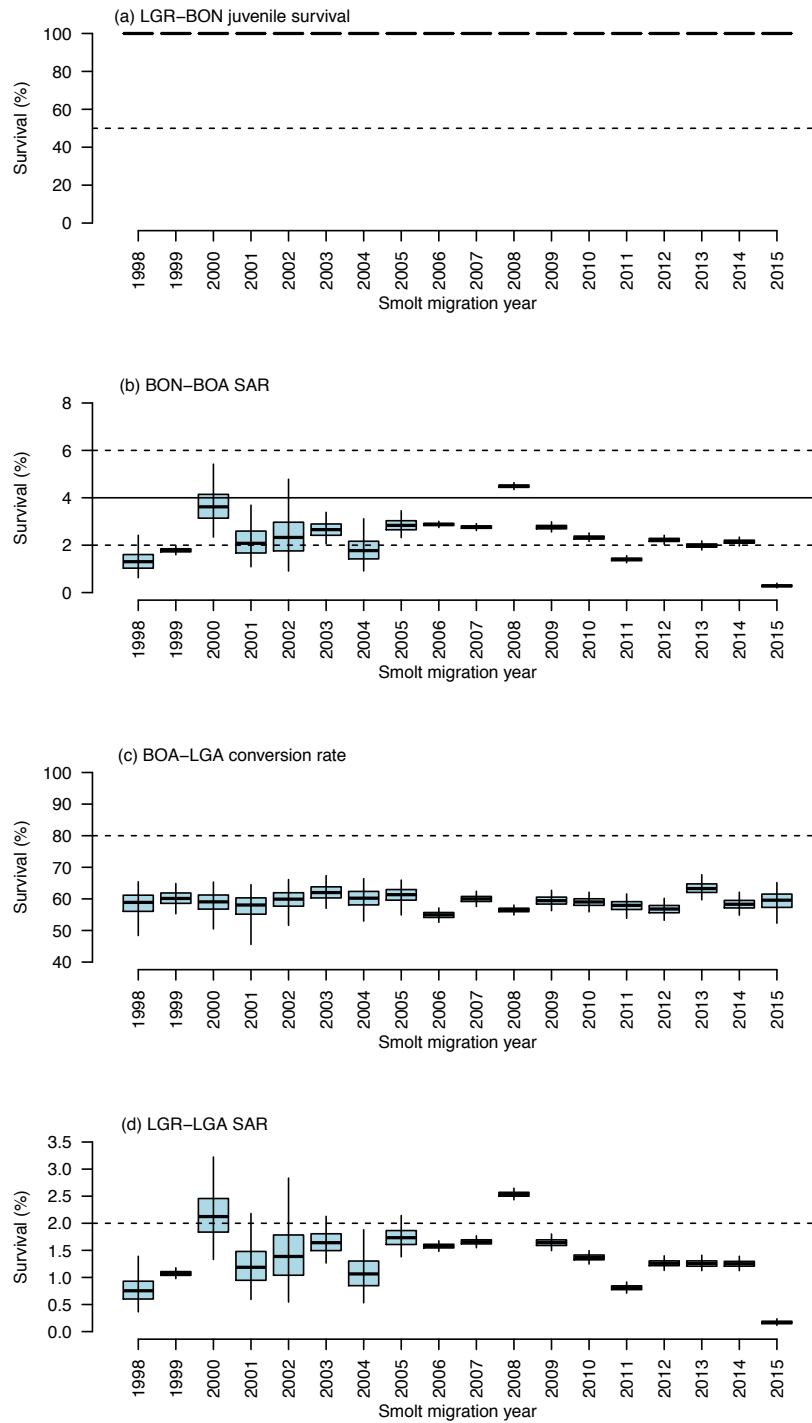 (a) LGR−BON juvenile survival
100
80
60
40
20
0
Survival (%)
1998 1999 2000 2001 2002 2003 2004 2005 2006 2007 2008 2009 2010 2011 2012 2013 2014 2015
Smolt migration year
(b) BON−BOA SAR
8
6
4
2
0
Survival (%)
1998 1999 2000 2001 2002 2003 2004 2005 2006 2007 2008 2009 2010 2011 2012 2013 2014 2015
Smolt migration year
(c) BOA−LGA conversion rate
100
90
80
70
60
50
40
Survival (%)
1998 1999 2000 2001 2002 2003 2004 2005 2006 2007 2008 2009 2010 2011 2012 2013 2014 2015
Smolt migration year
(d) LGR−LGA SAR
3.5
3.0
2.5
2.0
1.5
1.0
0.5
0.0
Survival (%)
1998 1999 2000 2001 2002 2003 2004 2005 2006 2007 2008 2009 2010 2011 2012 2013 2014 2015
Smolt migration year